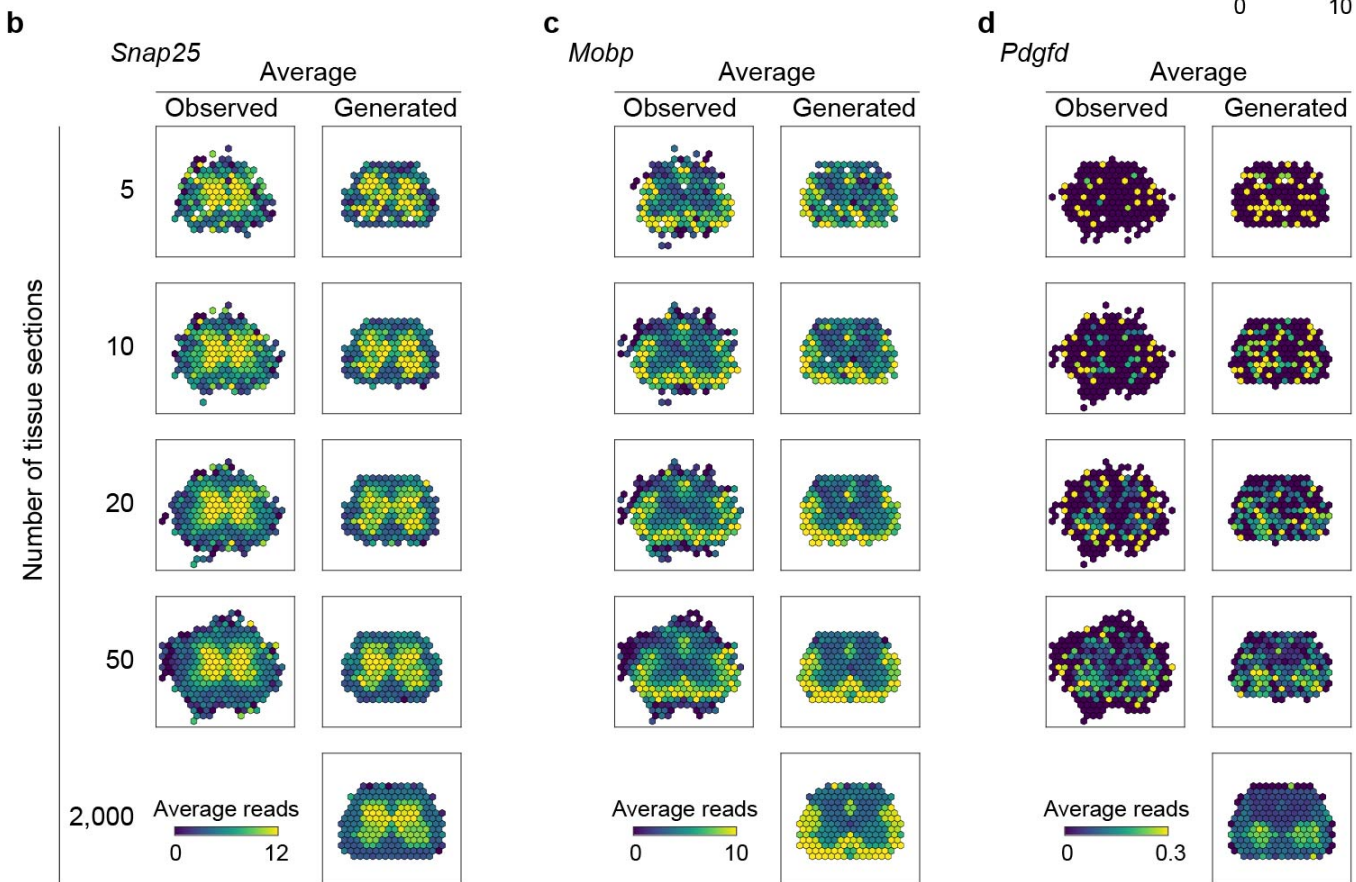 0 10
b
Snap25
Average
Observed Generated
c
Mobp
Average
Observed Generated
d
Pdgfd
Average
Observed Generated
Number of tissue sections
5
10
20
50
2,000
Average reads
0 12
Average reads
0 10
Average reads
0 0.3